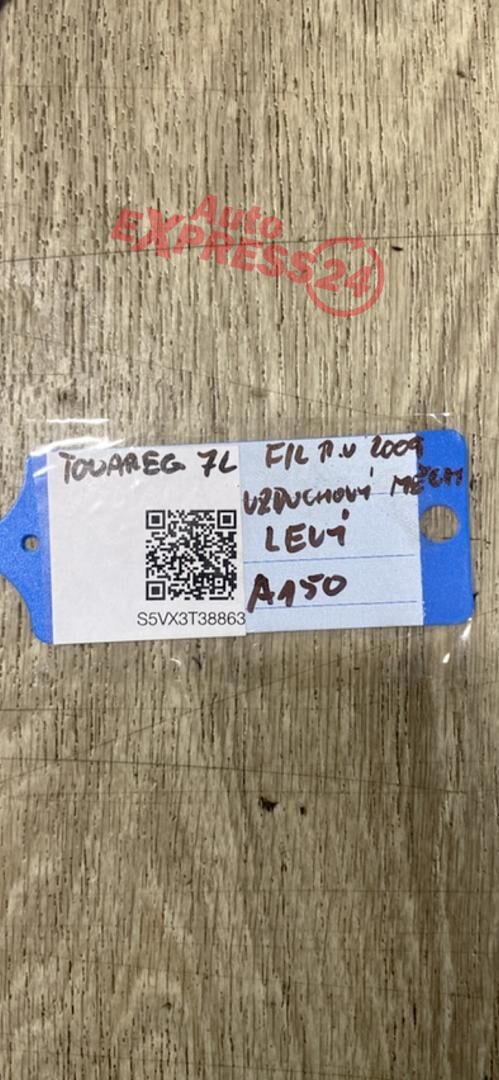 Auto
EXPRESS24
TOUAREG 7L F/L R.V 2009
VZDUCHOVÝ MĚCH
LEVÝ
A150
S5VX3T38863